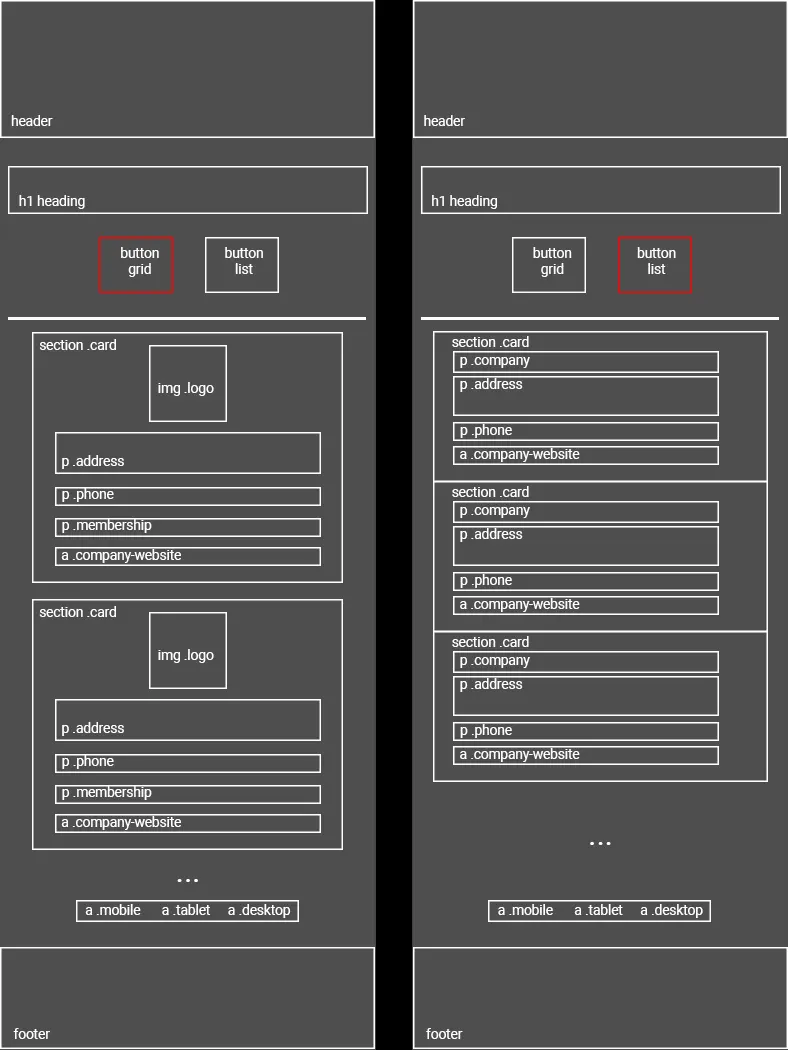 header
h1 heading
button
grid
button
list
section .card
img .logo
p .address
p .phone
p .membership
a .company-website
section .card
img .logo
p .address
p .phone
p .membership
a .company-website
...
a .mobile a .tablet a .desktop
footer
header
h1 heading
button
grid
button
list
section .card
p .company
p .address
p .phone
a .company-website
section .card
p .company
p .address
p .phone
a .company-website
section .card
p .company
p .address
p .phone
a .company-website
...
a .mobile a .tablet a .desktop
footer